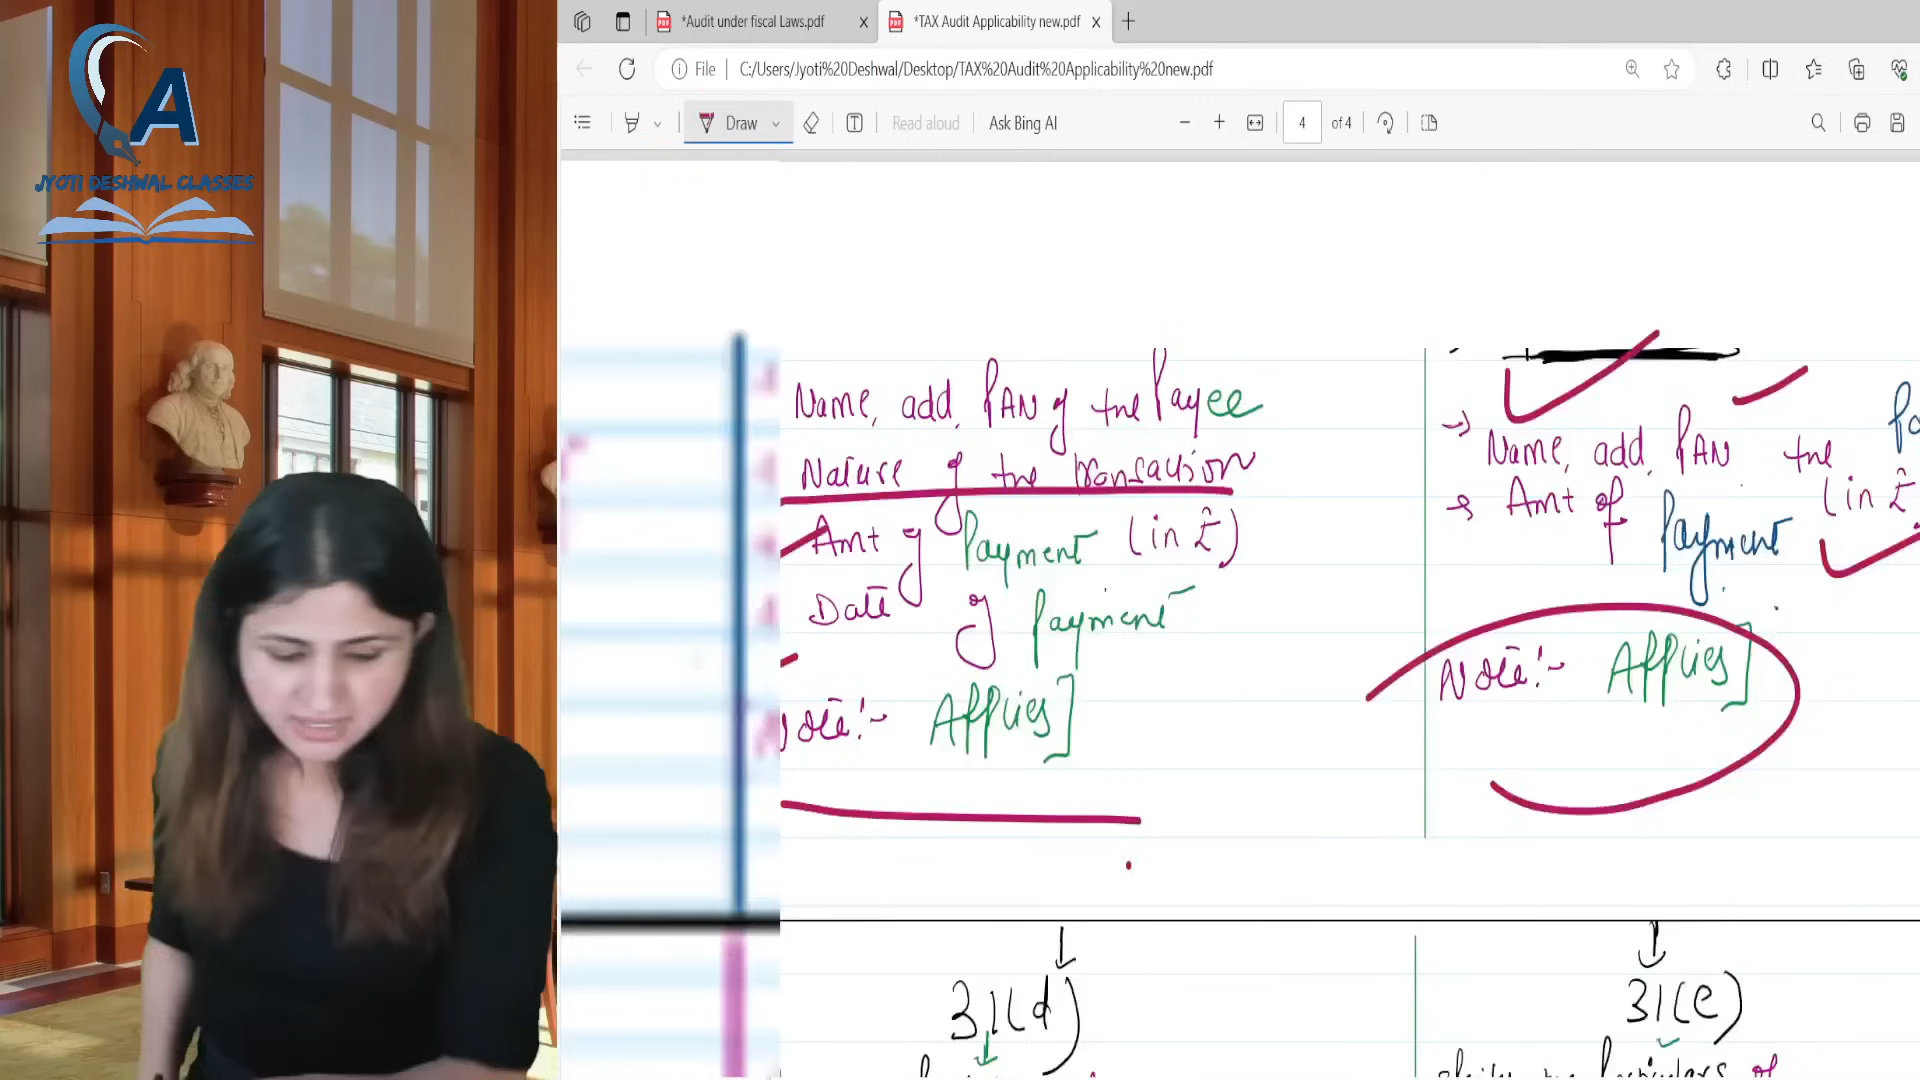 *Audit under fiscal Laws.pdf
*TAX Audit Applicability new.pdf
File
C:/Users/Jyoti%20Deshwal/Desktop/TAX%20Audit%20Applicability%20new.pdf
Draw
Read aloud
Ask Bing AI
4
of 4
CA
JYOTI DESHWAL CLASSES
Name, add, PAN of the Payee
Nature of the transaction
Amt of Payment (in ₹)
Date of Payment
Note:- Applies]
Name, add, PAN the
Amt of Payment (in ₹
Note:- Applies]
31(d)
31(e)
Particulars of